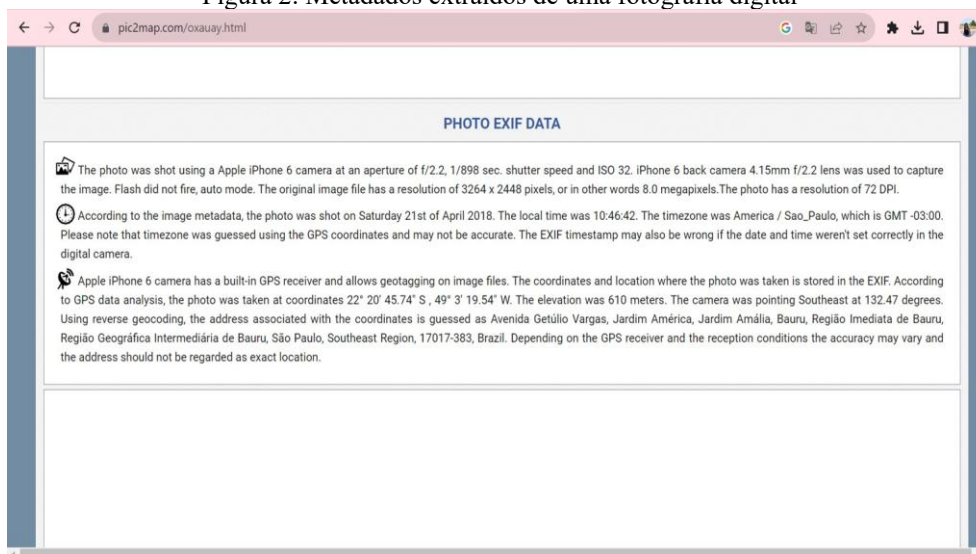 Figura 2: Metadados extraídos de uma fotografia digital
pic2map.com/oxauay.html
PHOTO EXIF DATA
The photo was shot using a Apple iPhone 6 camera at an aperture of f/2.2, 1/898 sec. shutter speed and ISO 32. iPhone 6 back camera 4.15mm f/2.2 lens was used to capture
the image. Flash did not fire, auto mode. The original image file has a resolution of 3264 x 2448 pixels, or in other words 8.0 megapixels.The photo has a resolution of 72 DPI.
According to the image metadata, the photo was shot on Saturday 21st of April 2018. The local time was 10:46:42. The timezone was America / Sao_Paulo, which is GMT -03:00.
Please note that timezone was guessed using the GPS coordinates and may not be accurate. The EXIF timestamp may also be wrong if the date and time weren't set correctly in the
digital camera.
Apple iPhone 6 camera has a built-in GPS receiver and allows geotagging on image files. The coordinates and location where the photo was taken is stored in the EXIF. According
to GPS data analysis, the photo was taken at coordinates 22° 20' 45.74" S , 49° 3' 19.54" W. The elevation was 610 meters. The camera was pointing Southeast at 132.47 degrees.
Using reverse geocoding, the address associated with the coordinates is guessed as Avenida Getúlio Vargas, Jardim América, Jardim Amália, Bauru, Região Imediata de Bauru,
Região Geográfica Intermediária de Bauru, São Paulo, Southeast Region, 17017-383, Brazil. Depending on the GPS receiver and the reception conditions the accuracy may vary and
the address should not be regarded as exact location.